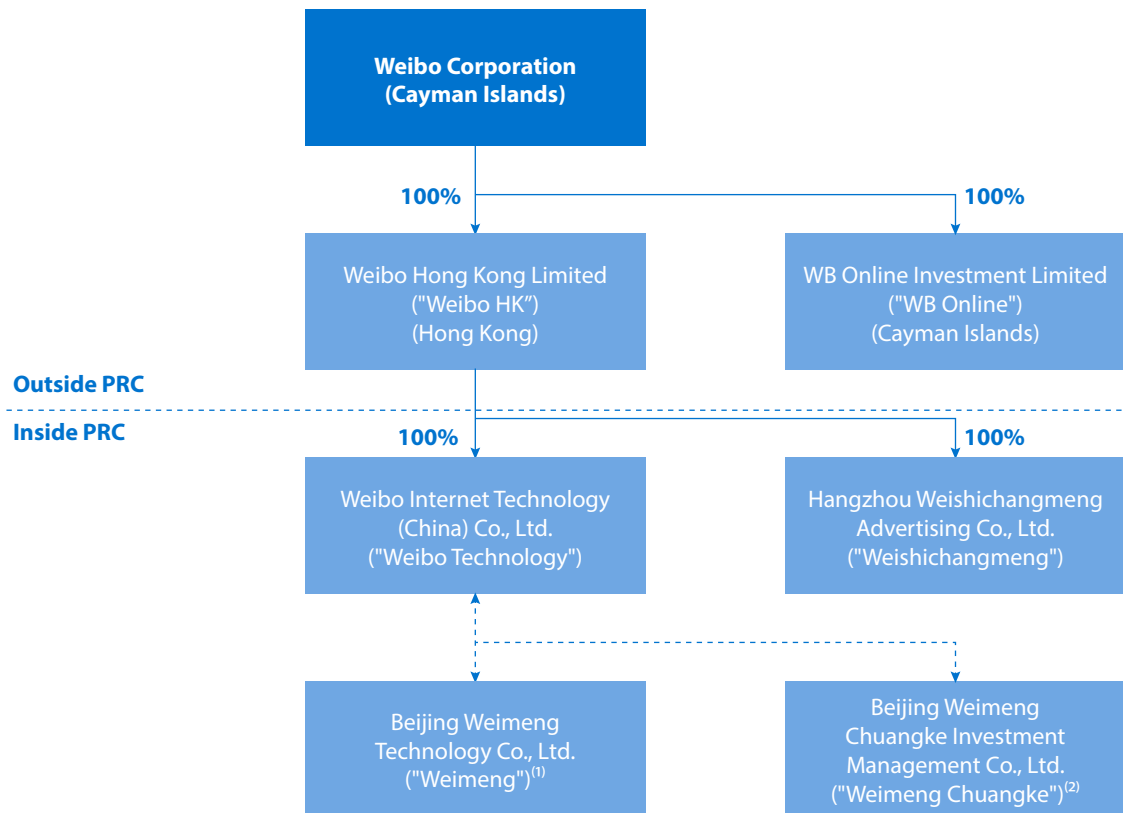 Weibo Corporation
(Cayman Islands)
100%
100%
Weibo Hong Kong Limited
("Weibo HK”)
(Hong Kong)
WB Online Investment Limited
("WB Online")
(Cayman Islands)
Outside PRC
Inside PRC
100%
100%
Weibo Internet Technology
(China) Co., Ltd.
("Weibo Technology")
Hangzhou Weishichangmeng
Advertising Co., Ltd.
("Weishichangmeng")
Beijing Weimeng
Technology Co., Ltd.
("Weimeng")(1)
Beijing Weimeng
Chuangke Investment
Management Co., Ltd.
("Weimeng Chuangke")(2)